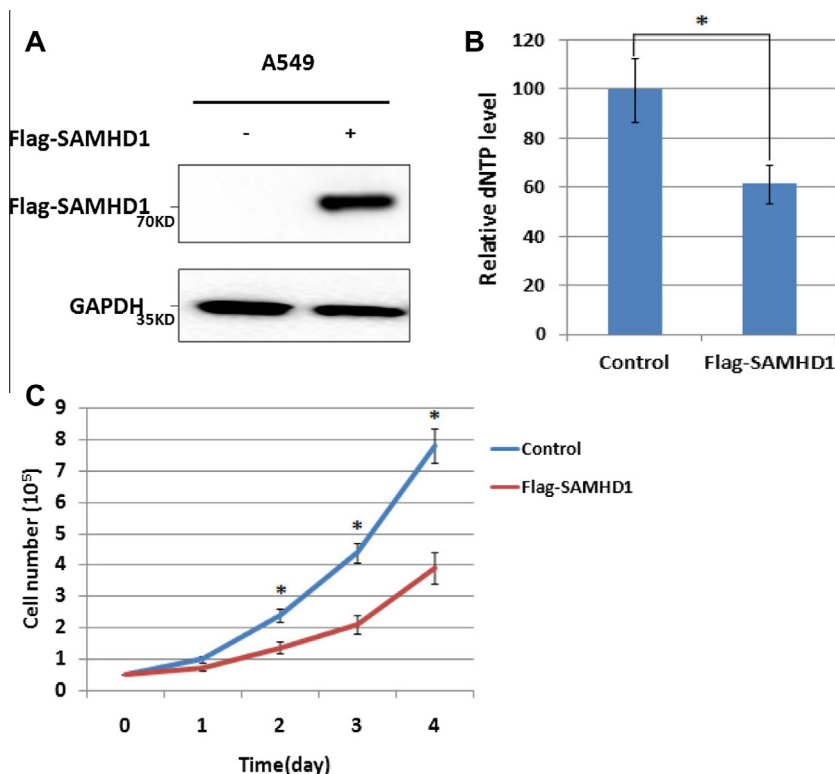 A
A549
Flag-SAMHD1 - +
Flag-SAMHD1
70KD
GAPDH
35KD
B
Relative dNTP level
120
100
80
60
40
20
0
*
Control Flag-SAMHD1
C
Cell number (10⁵)
9
8
7
6
5
4
3
2
1
0
* * *
0 1 2 3 4
Time(day)
Control
Flag-SAMHD1